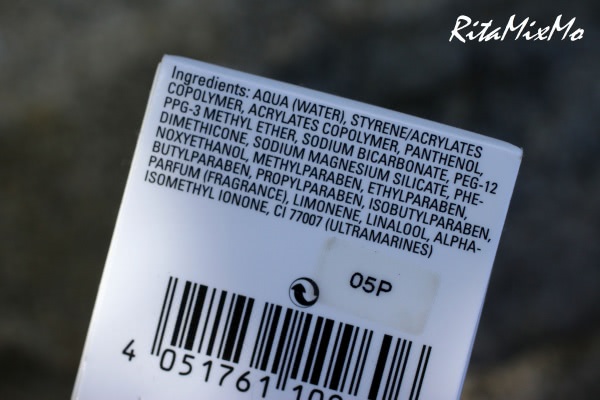 RitaMixMo
Ingredients: AQUA (WATER), STYRENE/ACRYLATES
COPOLYMER, ACRYLATES COPOLYMER, PANTHENOL,
PPG-3 METHYL ETHER, SODIUM BICARBONATE, PEG-12
DIMETHICONE, SODIUM MAGNESIUM SILICATE, PHE-
NOXYETHANOL, METHYLPARABEN, ETHYLPARABEN,
BUTYLPARABEN, PROPYLPARABEN, ISOBUTYLPARABEN,
PARFUM (FRAGRANCE), LIMONENE, LINALOOL, ALPHA-
ISOMETHYL IONONE, CI 77007 (ULTRAMARINES)
05P
4 051761